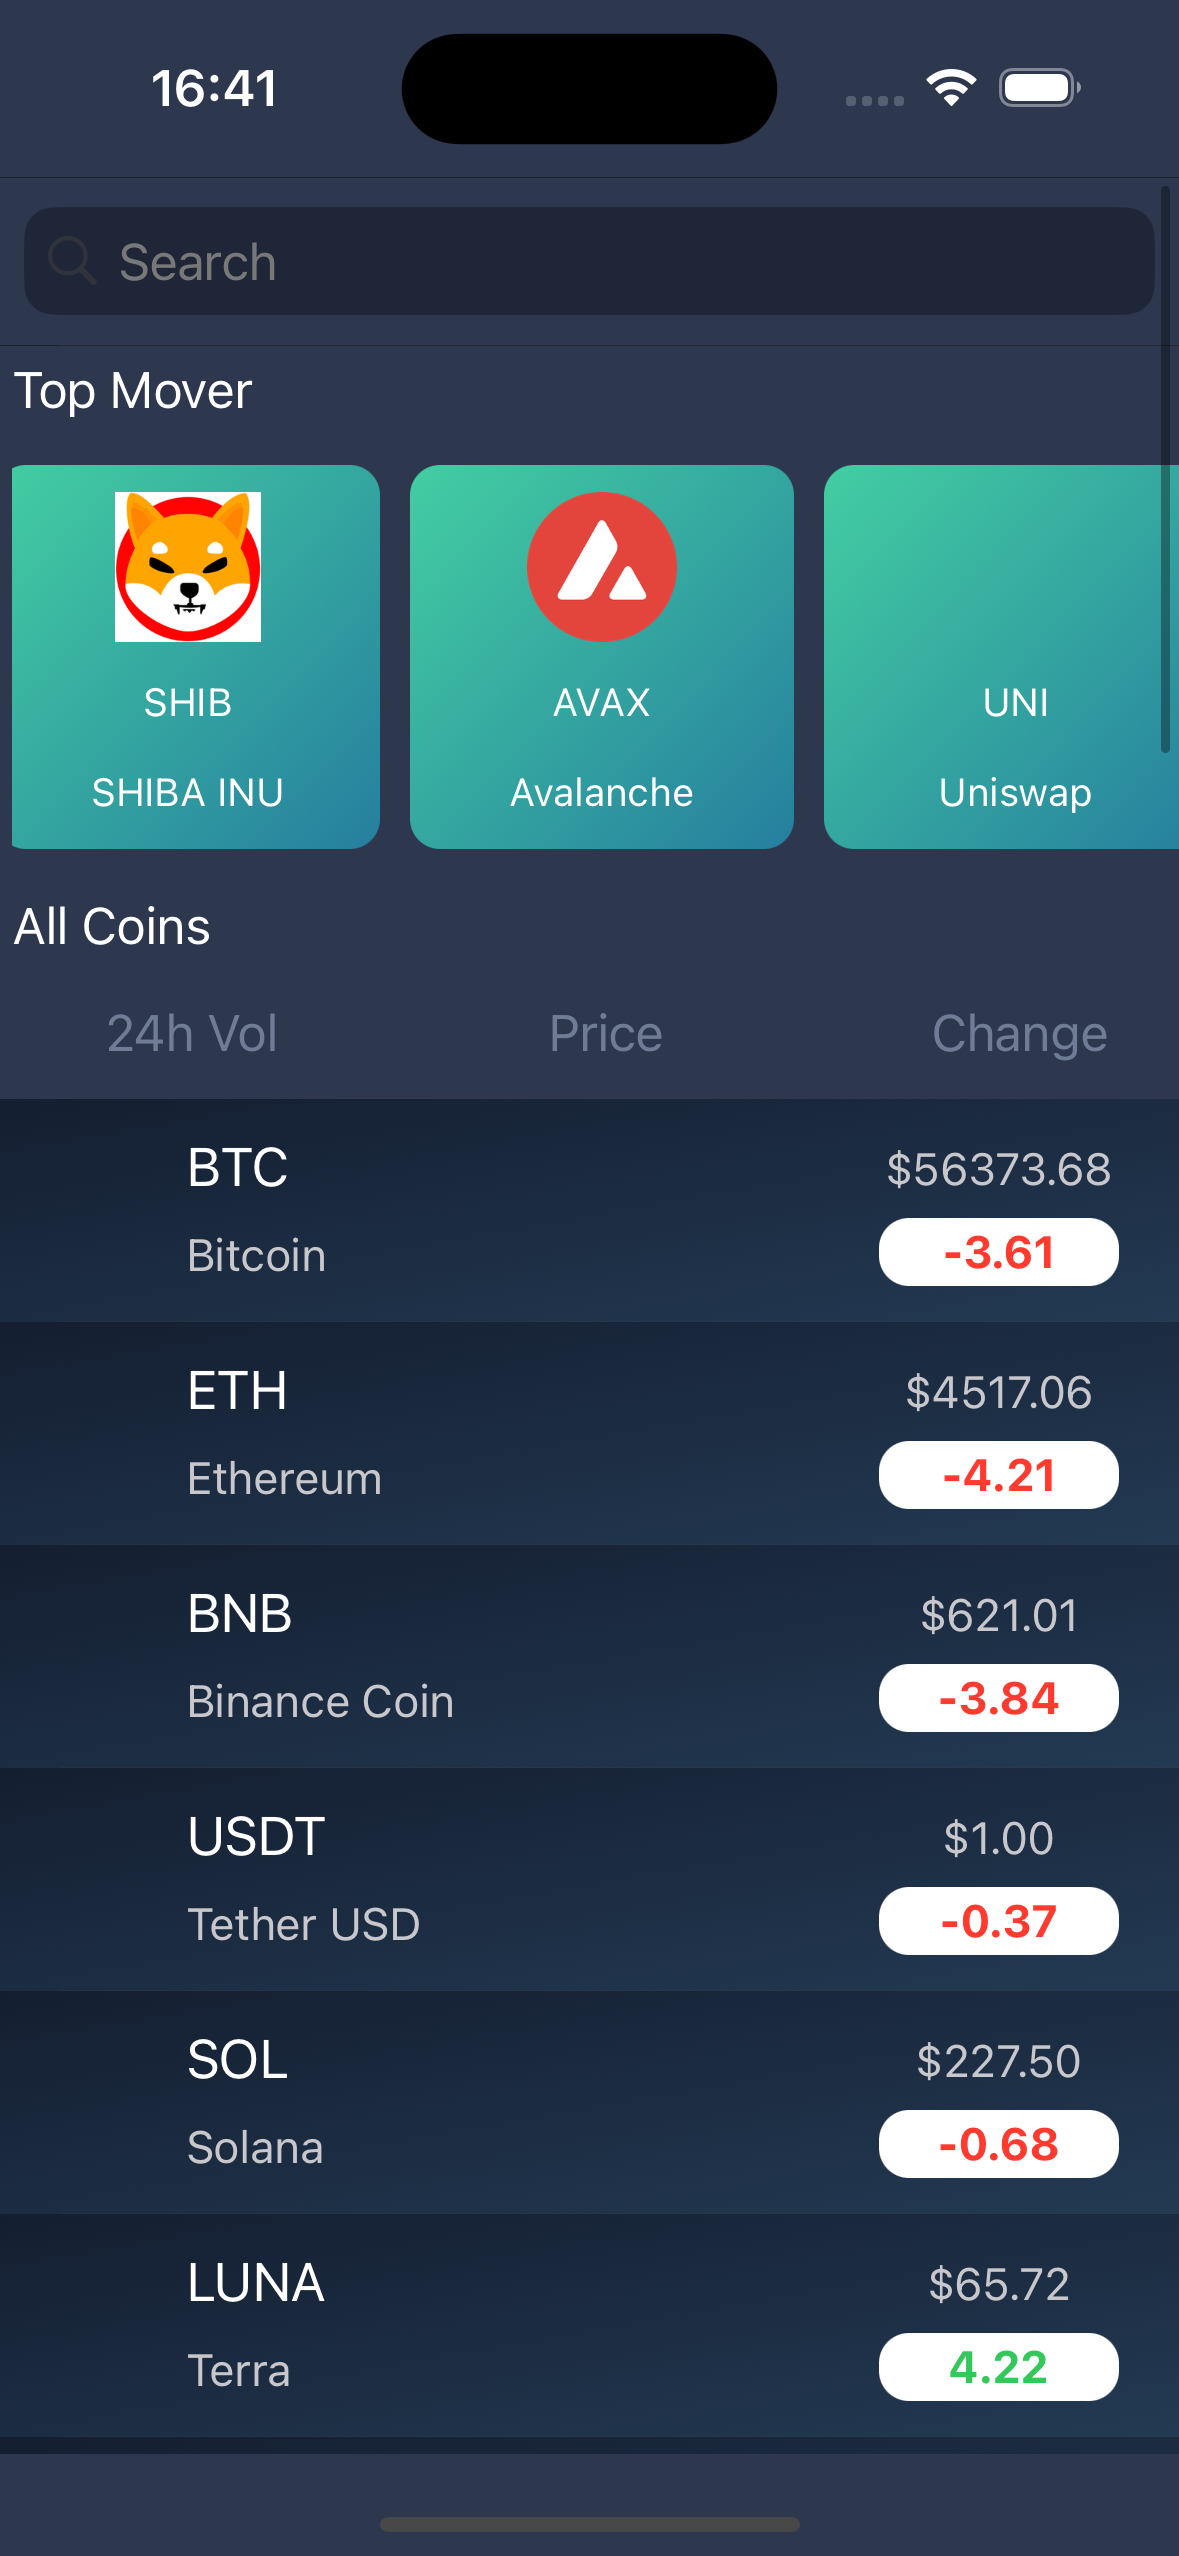 16:41
Search
Top Mover
SHIB
SHIBA INU
AVAX
Avalanche
UNI
Uniswap
All Coins
24h Vol Price Change
BTC
$56373.68
Bitcoin
-3.61
ETH
$4517.06
Ethereum
-4.21
BNB
$621.01
Binance Coin
-3.84
USDT
$1.00
Tether USD
-0.37
SOL
$227.50
Solana
-0.68
LUNA
$65.72
Terra
4.22